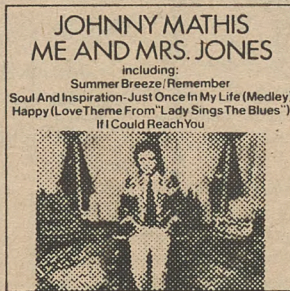 JOHNNY MATHIS
ME AND MRS. JONES
including:
Summer Breeze/Remember
Soul And Inspiration-Just Once In My Life (Medley
Happy (Love Theme From "Lady Sings The Blues")
If I Could Reach You